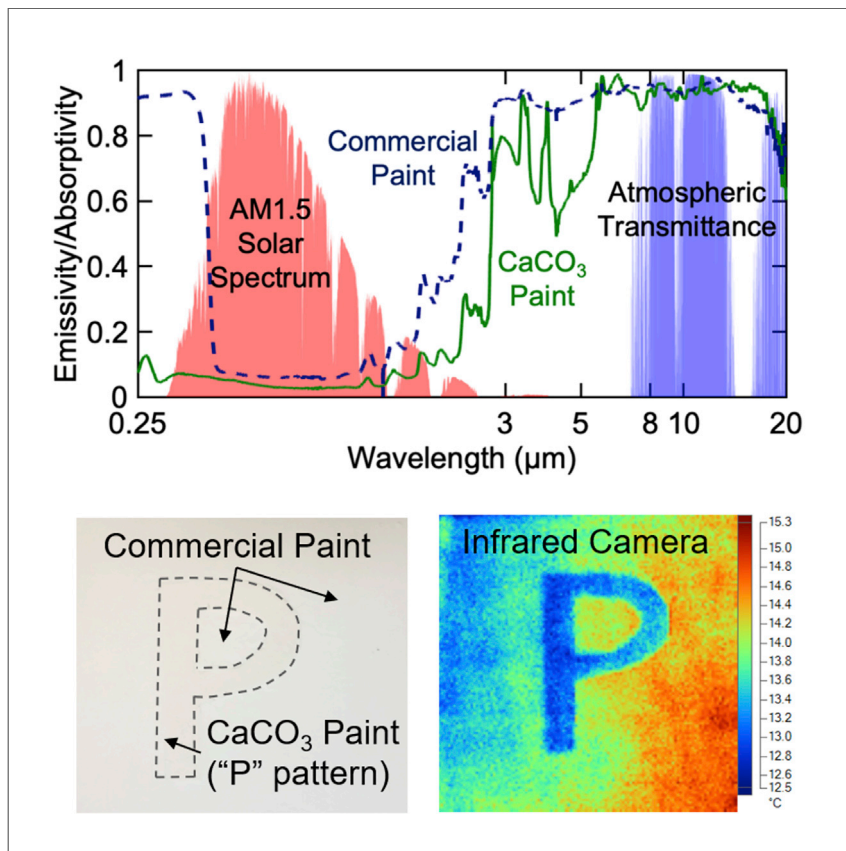 Emissivity/Absorptivity
1
0.8
0.6
0.4
0.2
0
Commercial
Paint
AM1.5
Solar
Spectrum
Atmospheric
Transmittance
CaCO₃
Paint
0.25
3
5
8
10
20
Wavelength (μm)
Commercial Paint
CaCO₃ Paint
(“P” pattern)
Infrared Camera
P
15.3
15.0
14.8
14.6
14.4
14.2
14.0
13.8
13.6
13.4
13.2
13.0
12.8
12.6
12.5
°C